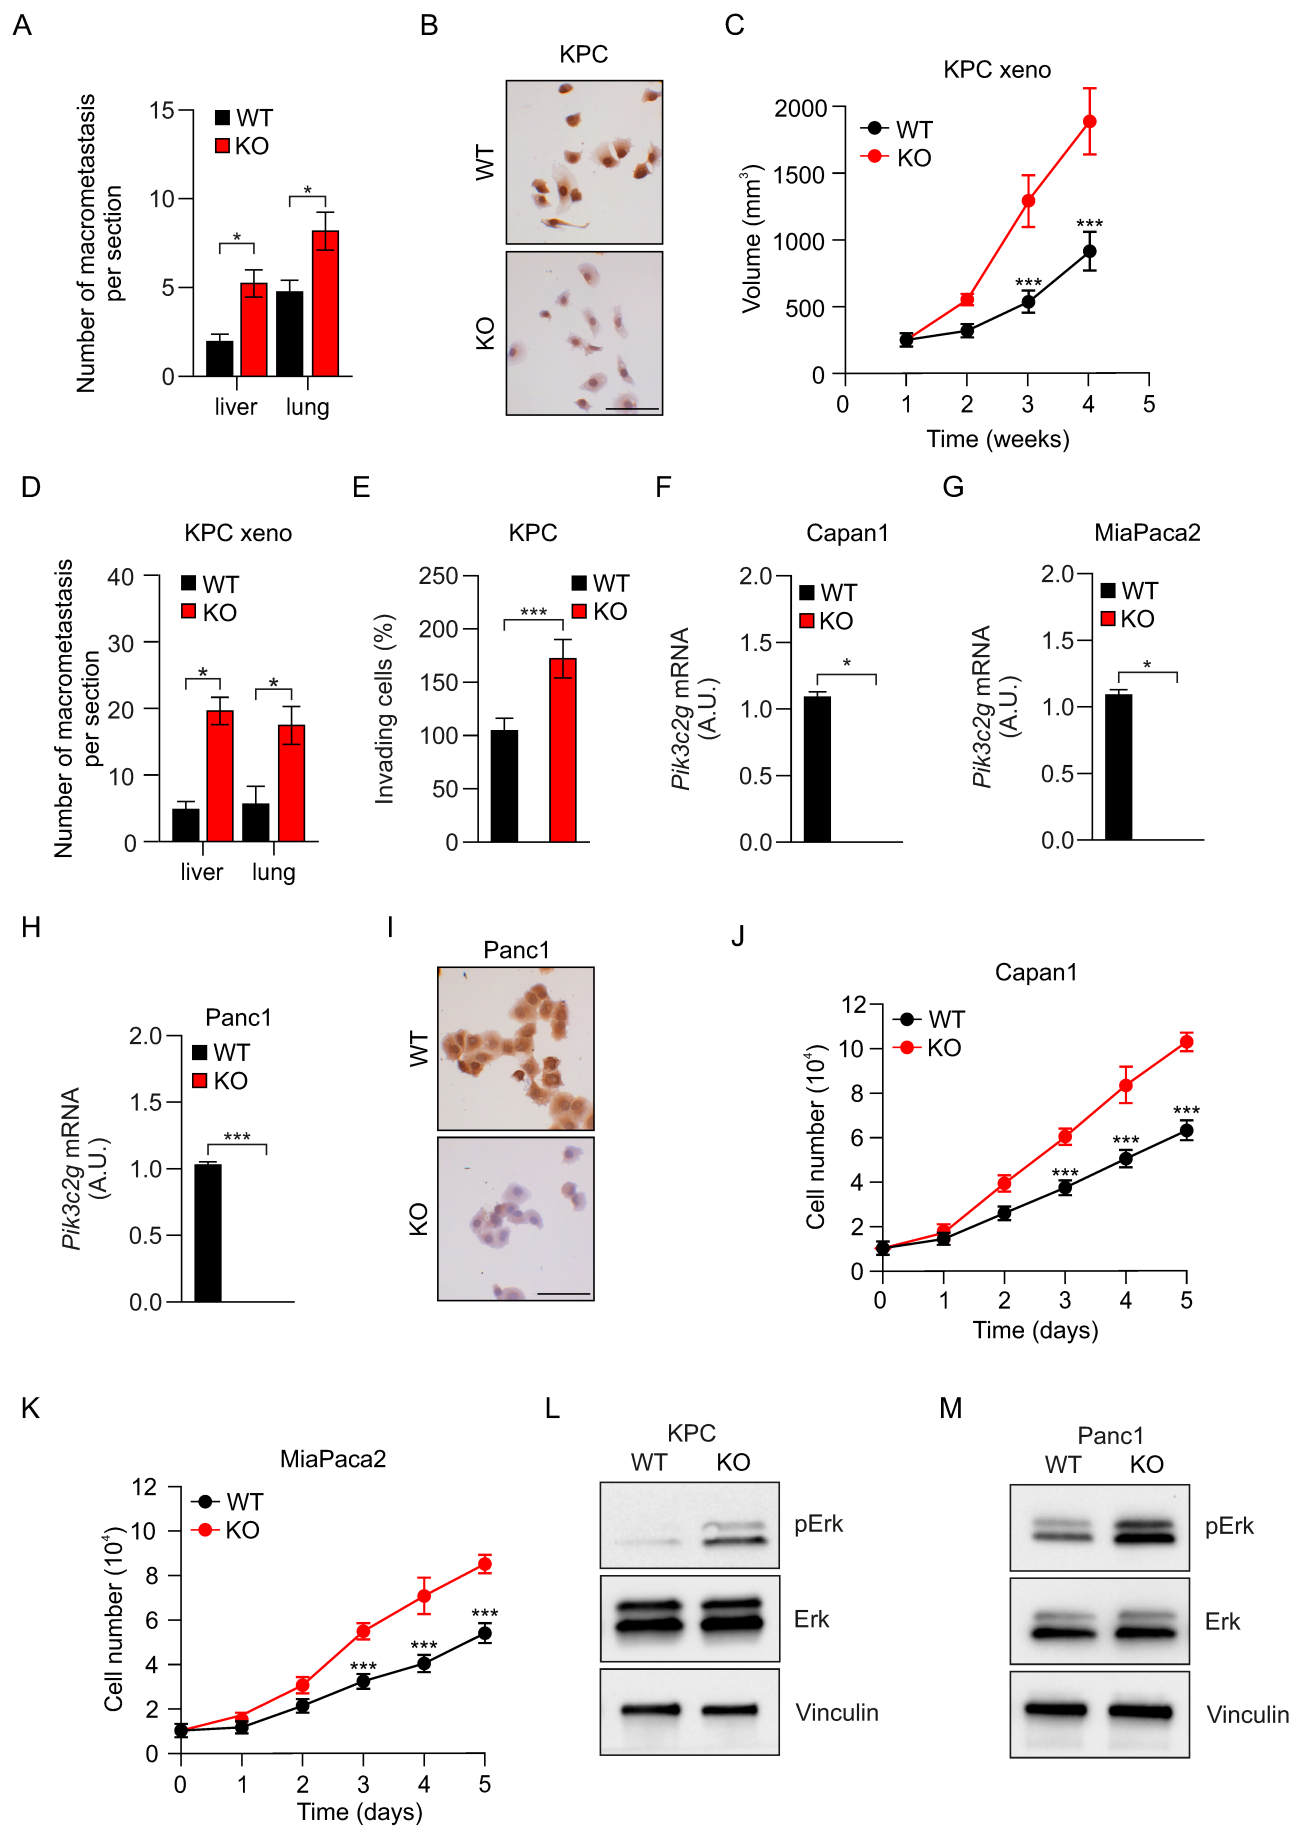 A
Number of macrometastasis
per section
15
10
5
0
WT
KO
*
*
liver
lung
B
KPC
WT
KO
C
KPC xeno
Volume (mm3)
2000
1500
1000
500
0
WT
KO
***
***
0 1 2 3 4 5
Time (weeks)
D
KPC xeno
Number of macrometastasis
per section
40
30
20
10
0
WT
KO
*
*
liver
lung
E
KPC
Invading cells (%)
250
200
150
100
50
0
WT
KO
***
F
Capan1
Pik3c2g mRNA
(A.U.)
2.0
1.5
1.0
0.5
0.0
WT
KO
*
G
MiaPaca2
Pik3c2g mRNA
(A.U.)
2.0
1.5
1.0
0.5
0.0
WT
KO
*
H
Panc1
Pik3c2g mRNA
(A.U.)
2.0
1.5
1.0
0.5
0.0
WT
KO
***
I
Panc1
WT
KO
J
Capan1
Cell number (104)
12
10
8
6
4
2
0
WT
KO
***
***
***
0 1 2 3 4 5
Time (days)
K
MiaPaca2
Cell number (104)
12
10
8
6
4
2
0
WT
KO
***
***
***
0 1 2 3 4 5
Time (days)
L
KPC
WT KO
pErk
Erk
Vinculin
M
Panc1
WT KO
pErk
Erk
Vinculin